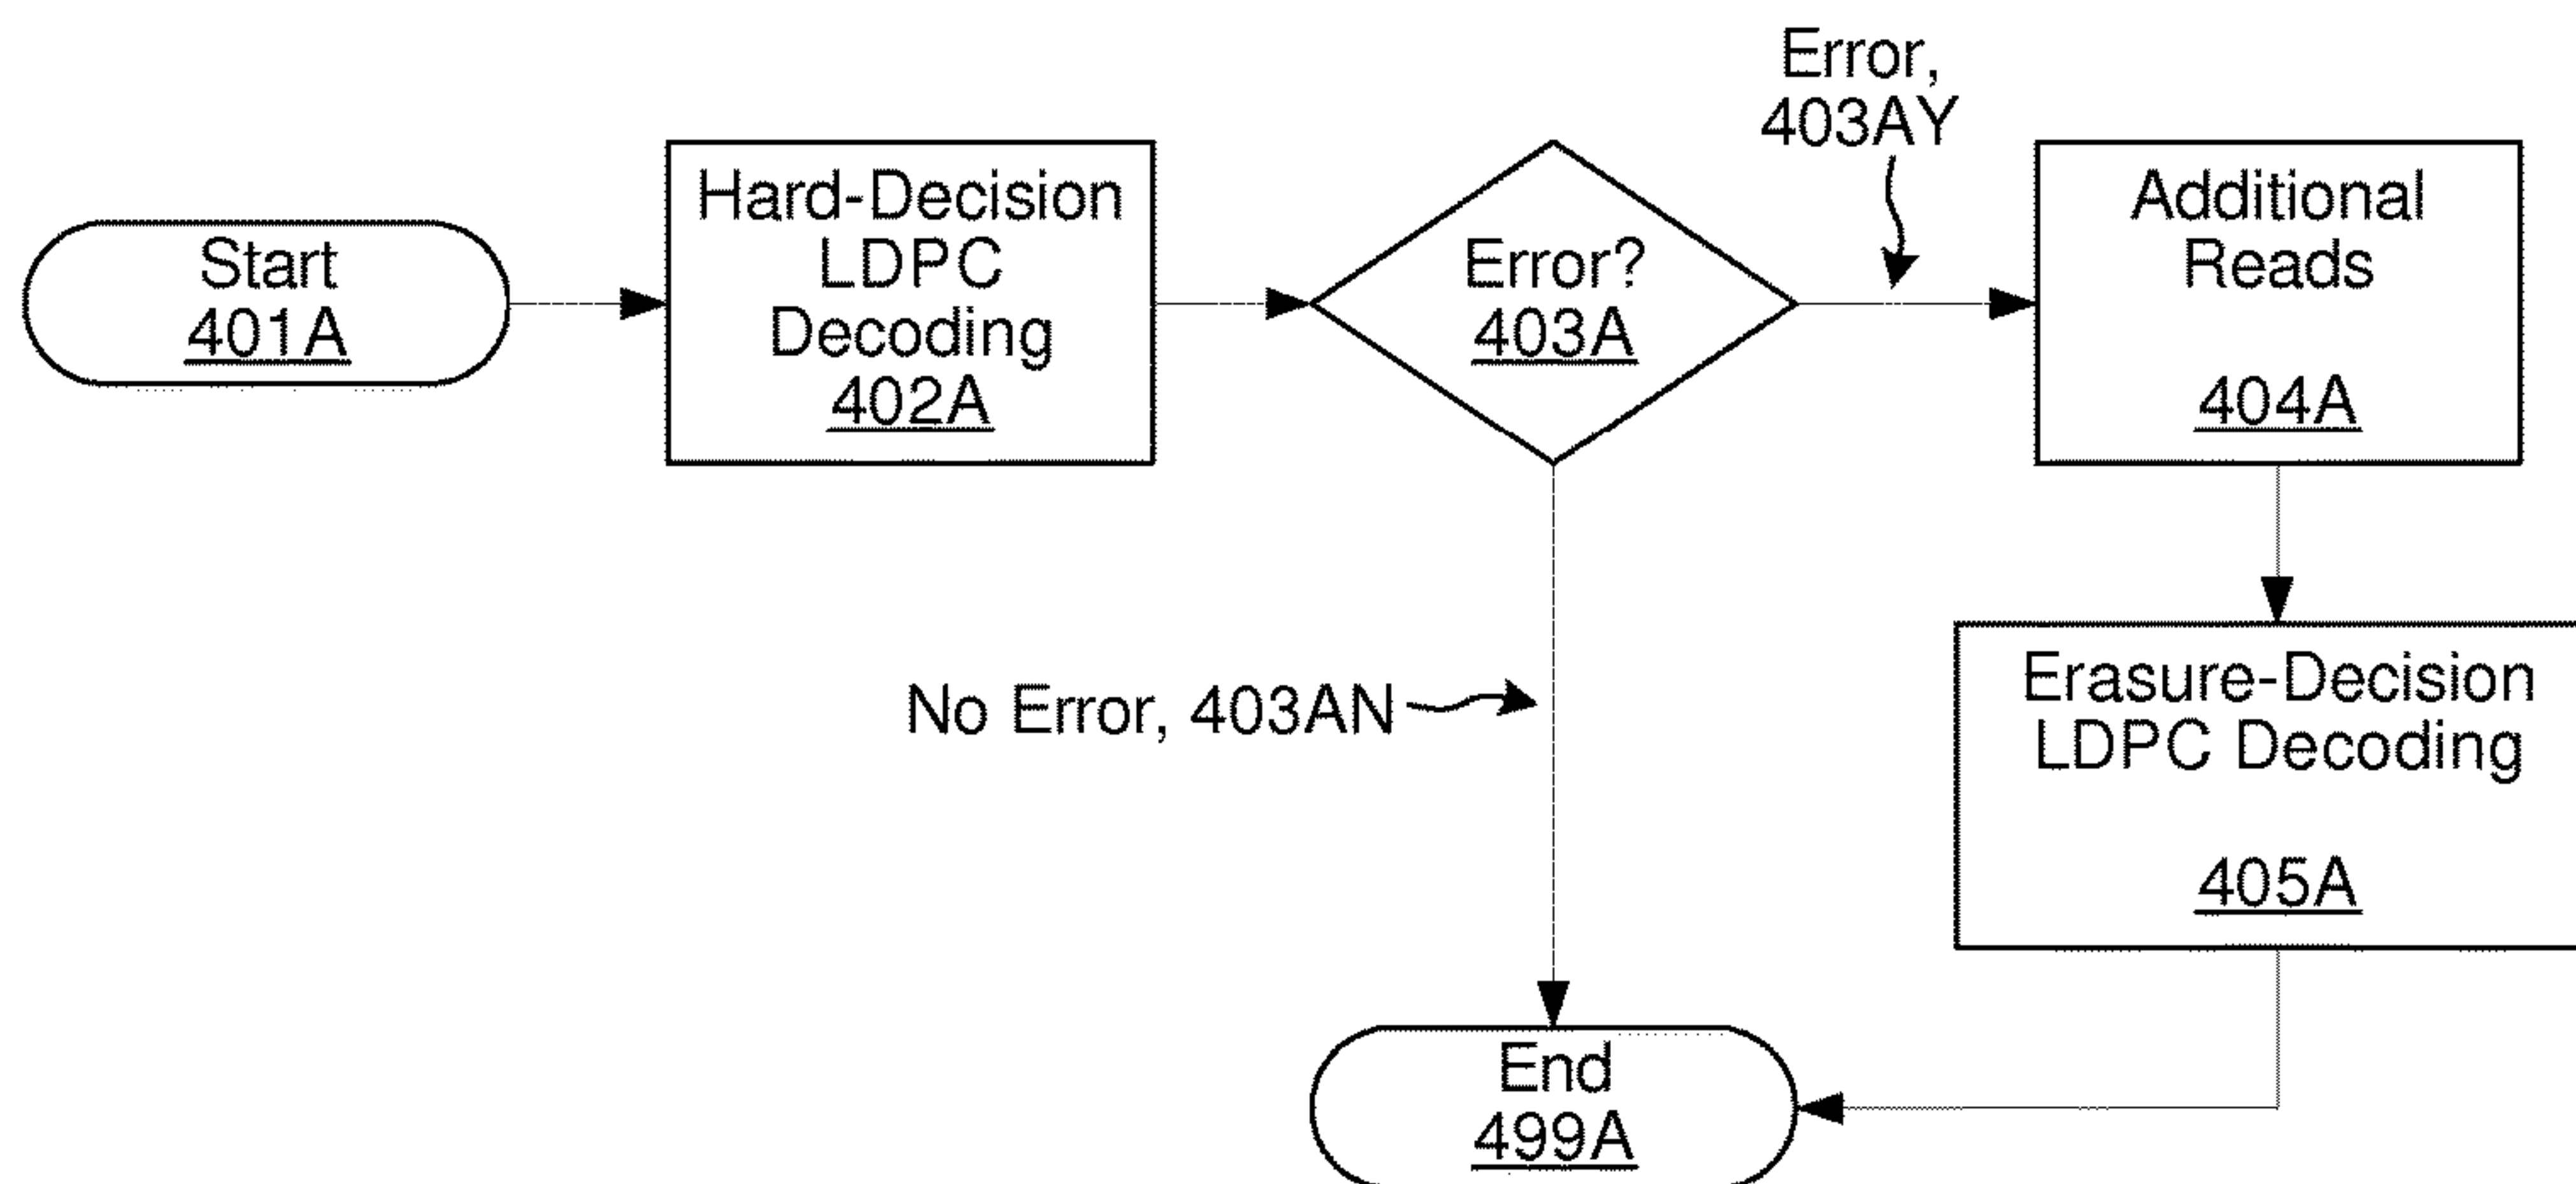 Start
401A
Hard-Decision
LDPC
Decoding
402A
Error?
403A
Error,
403AY
Additional
Reads
404A
No Error, 403AN
Erasure-Decision
LDPC Decoding
405A
End
499A